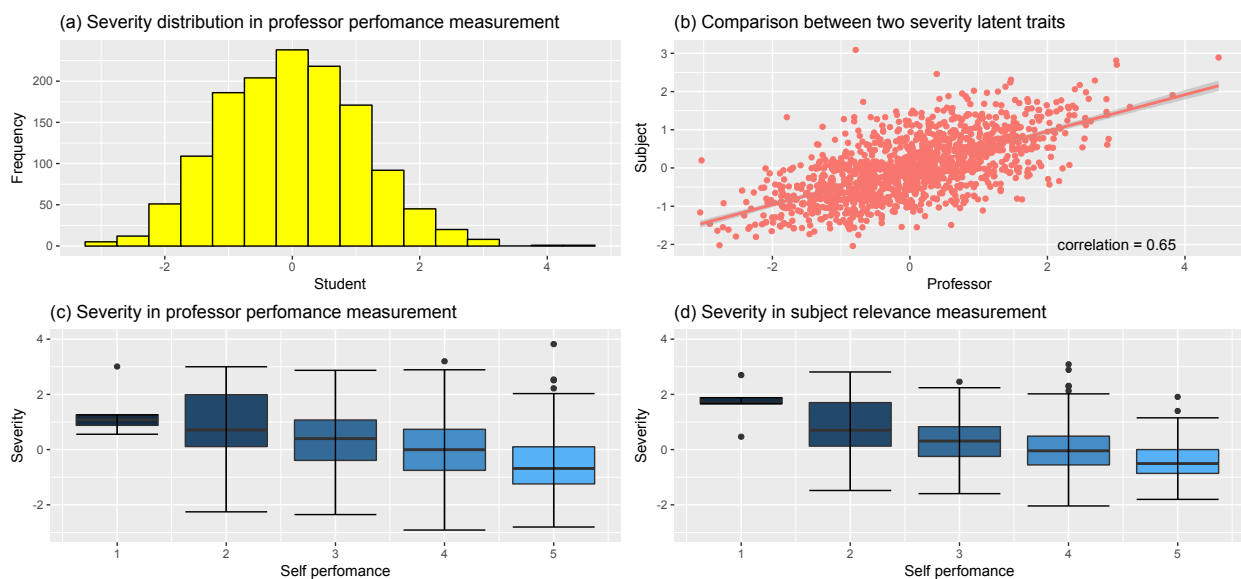 (a) Severity distribution in professor perfomance measurement
200
150
100
50
0
Frequency
-2
0
2
4
Student
(b) Comparison between two severity latent traits
3
2
1
0
-1
-2
Subject
correlation = 0.65
-2
0
2
4
Professor
(c) Severity in professor perfomance measurement
4
2
0
-2
Severity
1
2
3
4
5
Self perfomance
(d) Severity in subject relevance measurement
4
2
0
-2
Severity
1
2
3
4
5
Self perfomance